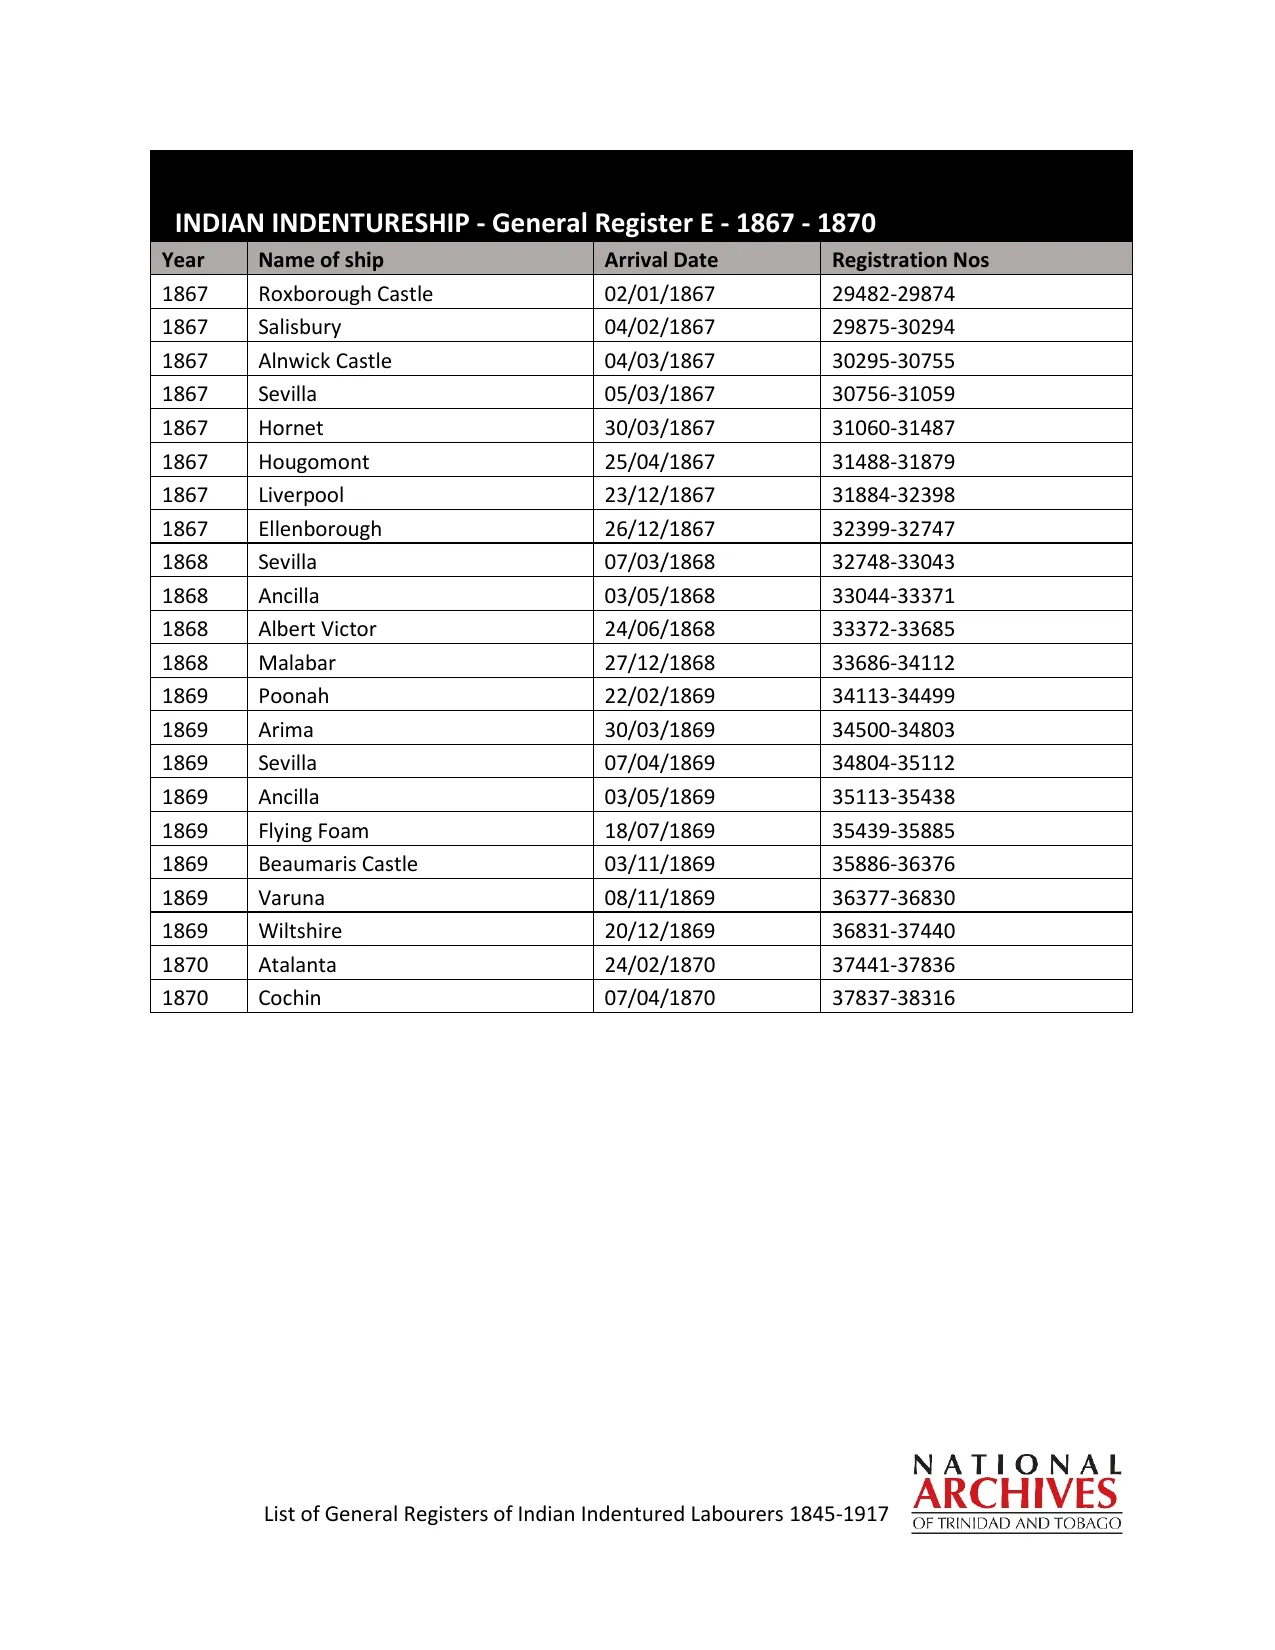 INDIAN INDENTURESHIP - General Register E - 1867 - 1870
Year Name of ship Arrival Date Registration Nos
1867 Roxborough Castle 02/01/1867 29482-29874
1867 Salisbury 04/02/1867 29875-30294
1867 Alnwick Castle 04/03/1867 30295-30755
1867 Sevilla 05/03/1867 30756-31059
1867 Hornet 30/03/1867 31060-31487
1867 Hougomont 25/04/1867 31488-31879
1867 Liverpool 23/12/1867 31884-32398
1867 Ellenborough 26/12/1867 32399-32747
1868 Sevilla 07/03/1868 32748-33043
1868 Ancilla 03/05/1868 33044-33371
1868 Albert Victor 24/06/1868 33372-33685
1868 Malabar 27/12/1868 33686-34112
1869 Poonah 22/02/1869 34113-34499
1869 Arima 30/03/1869 34500-34803
1869 Sevilla 07/04/1869 34804-35112
1869 Ancilla 03/05/1869 35113-35438
1869 Flying Foam 18/07/1869 35439-35885
1869 Beaumaris Castle 03/11/1869 35886-36376
1869 Varuna 08/11/1869 36377-36830
1869 Wiltshire 20/12/1869 36831-37440
1870 Atalanta 24/02/1870 37441-37836
1870 Cochin 07/04/1870 37837-38316
List of General Registers of Indian Indentured Labourers 1845-1917
NATIONAL
ARCHIVES
OF TRINIDAD AND TOBAGO